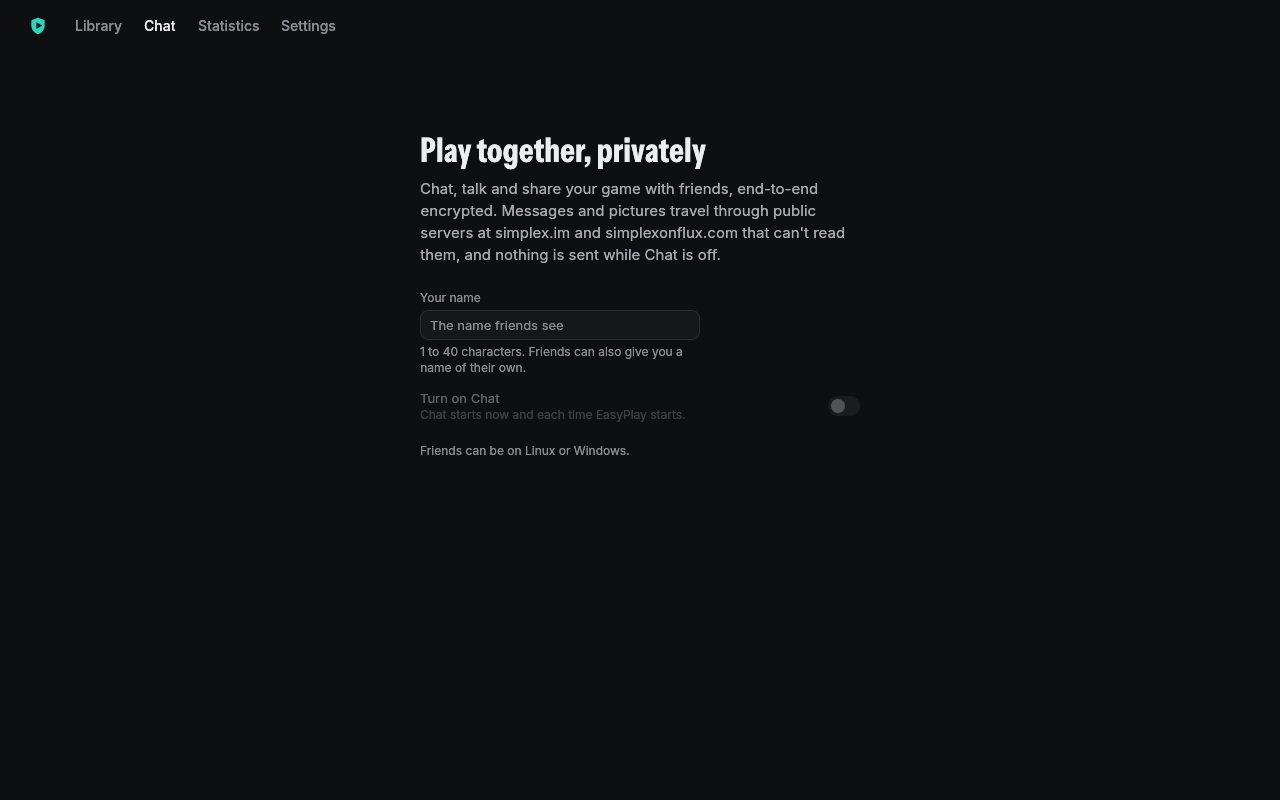 Library Chat Statistics Settings
Play together, privately
Chat, talk and share your game with friends, end-to-end
encrypted. Messages and pictures travel through public
servers at simplex.im and simplexonflux.com that can't read
them, and nothing is sent while Chat is off.
Your name
The name friends see
1 to 40 characters. Friends can also give you a
name of their own.
Turn on Chat
Chat starts now and each time EasyPlay starts.
Friends can be on Linux or Windows.